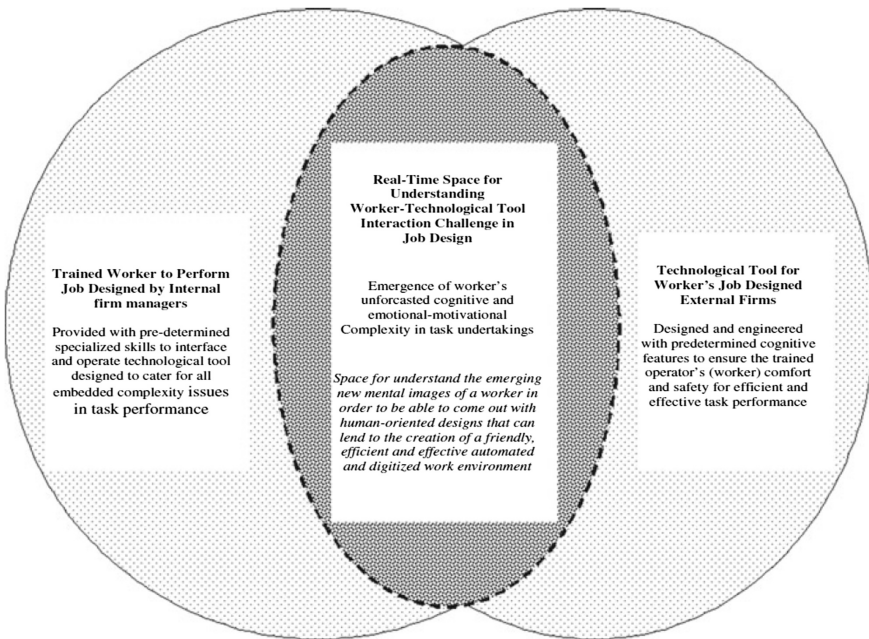 Trained Worker to Perform
Job Designed by Internal
firm managers
Provided with pre-determined
specialized skills to interface
and operate technological tool
designed to cater for all
embedded complexity issues
in task performance
Real-Time Space for
Understanding
Worker-Technological Tool
Interaction Challenge in
Job Design
Emergence of worker's
unforcasted cognitive and
emotional-motivational
Complexity in task undertakings
Space for understand the emerging
new mental images of a worker in
order to be able to come out with
human-oriented designs that can
lend to the creation of a friendly,
efficient and effective automated
and digitized work environment
Technological Tool for
Worker's Job Designed
External Firms
Designed and engineered
with predetermined cognitive
features to ensure the trained
operator's (worker) comfort
and safety for efficient and
effective task performance